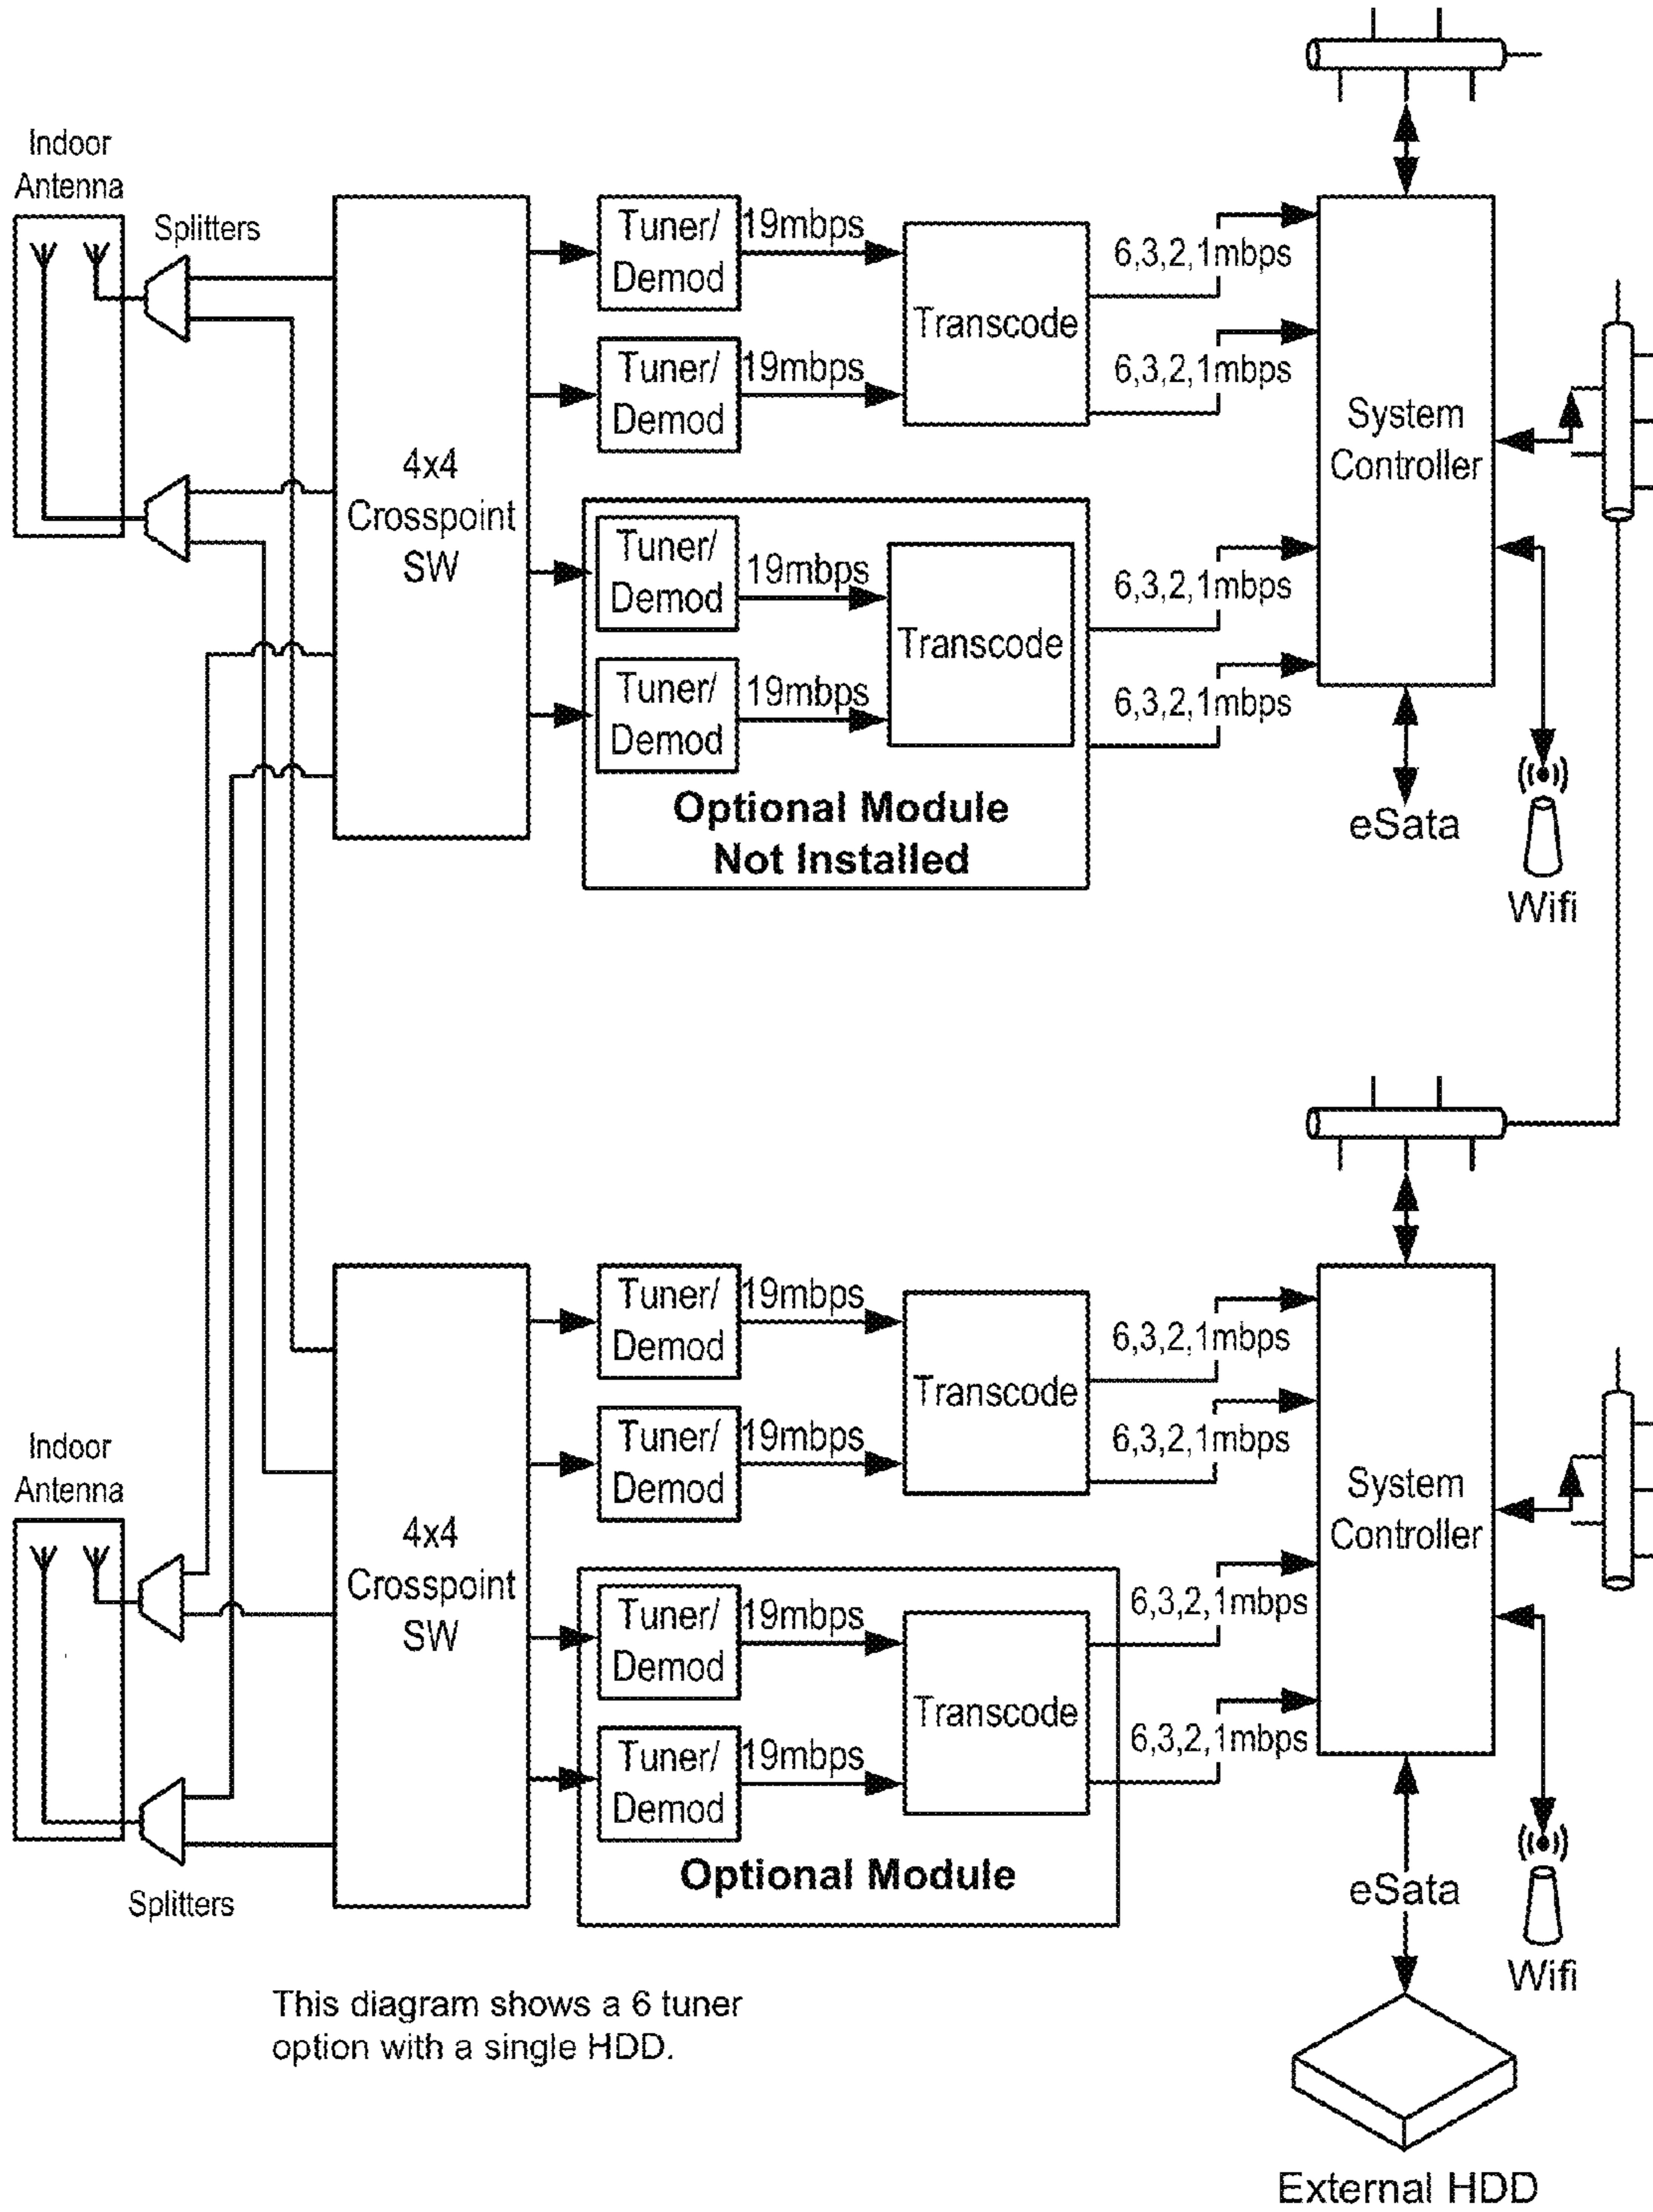 Indoor
Antenna
Splitters
4x4
Crosspoint
SW
Tuner/
Demod
19mbps
Tuner/
Demod
19mbps
Transcode
6,3,2,1mbps
6,3,2,1mbps
Tuner/
Demod
19mbps
Tuner/
Demod
19mbps
Transcode
6,3,2,1mbps
6,3,2,1mbps
Optional Module
Not Installed
System
Controller
eSata
Wifi
Indoor
Antenna
Splitters
4x4
Crosspoint
SW
Tuner/
Demod
19mbps
Tuner/
Demod
19mbps
Transcode
6,3,2,1mbps
6,3,2,1mbps
Tuner/
Demod
19mbps
Tuner/
Demod
19mbps
Transcode
6,3,2,1mbps
6,3,2,1mbps
Optional Module
System
Controller
eSata
Wifi
External HDD
This diagram shows a 6 tuner
option with a single HDD.